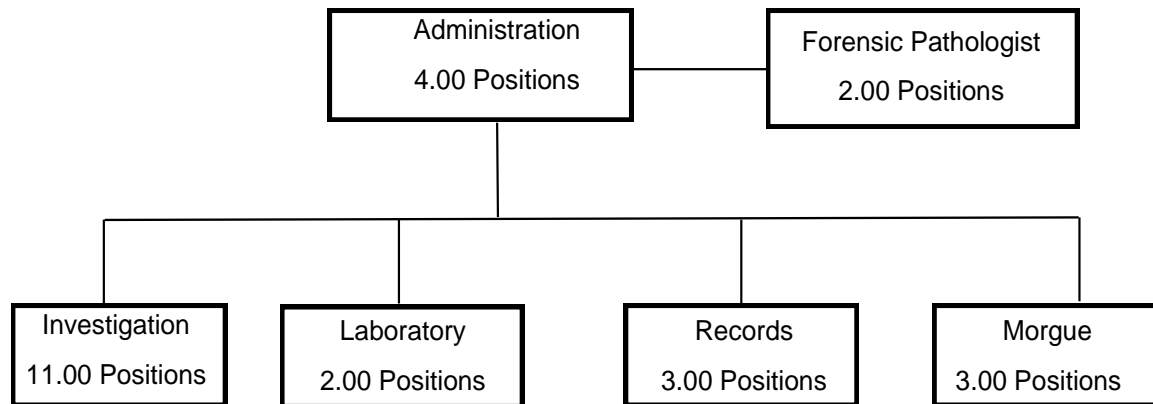 Administration
4.00 Positions
Forensic Pathologist
2.00 Positions
Investigation
11.00 Positions
Laboratory
2.00 Positions
Records
3.00 Positions
Morgue
3.00 Positions